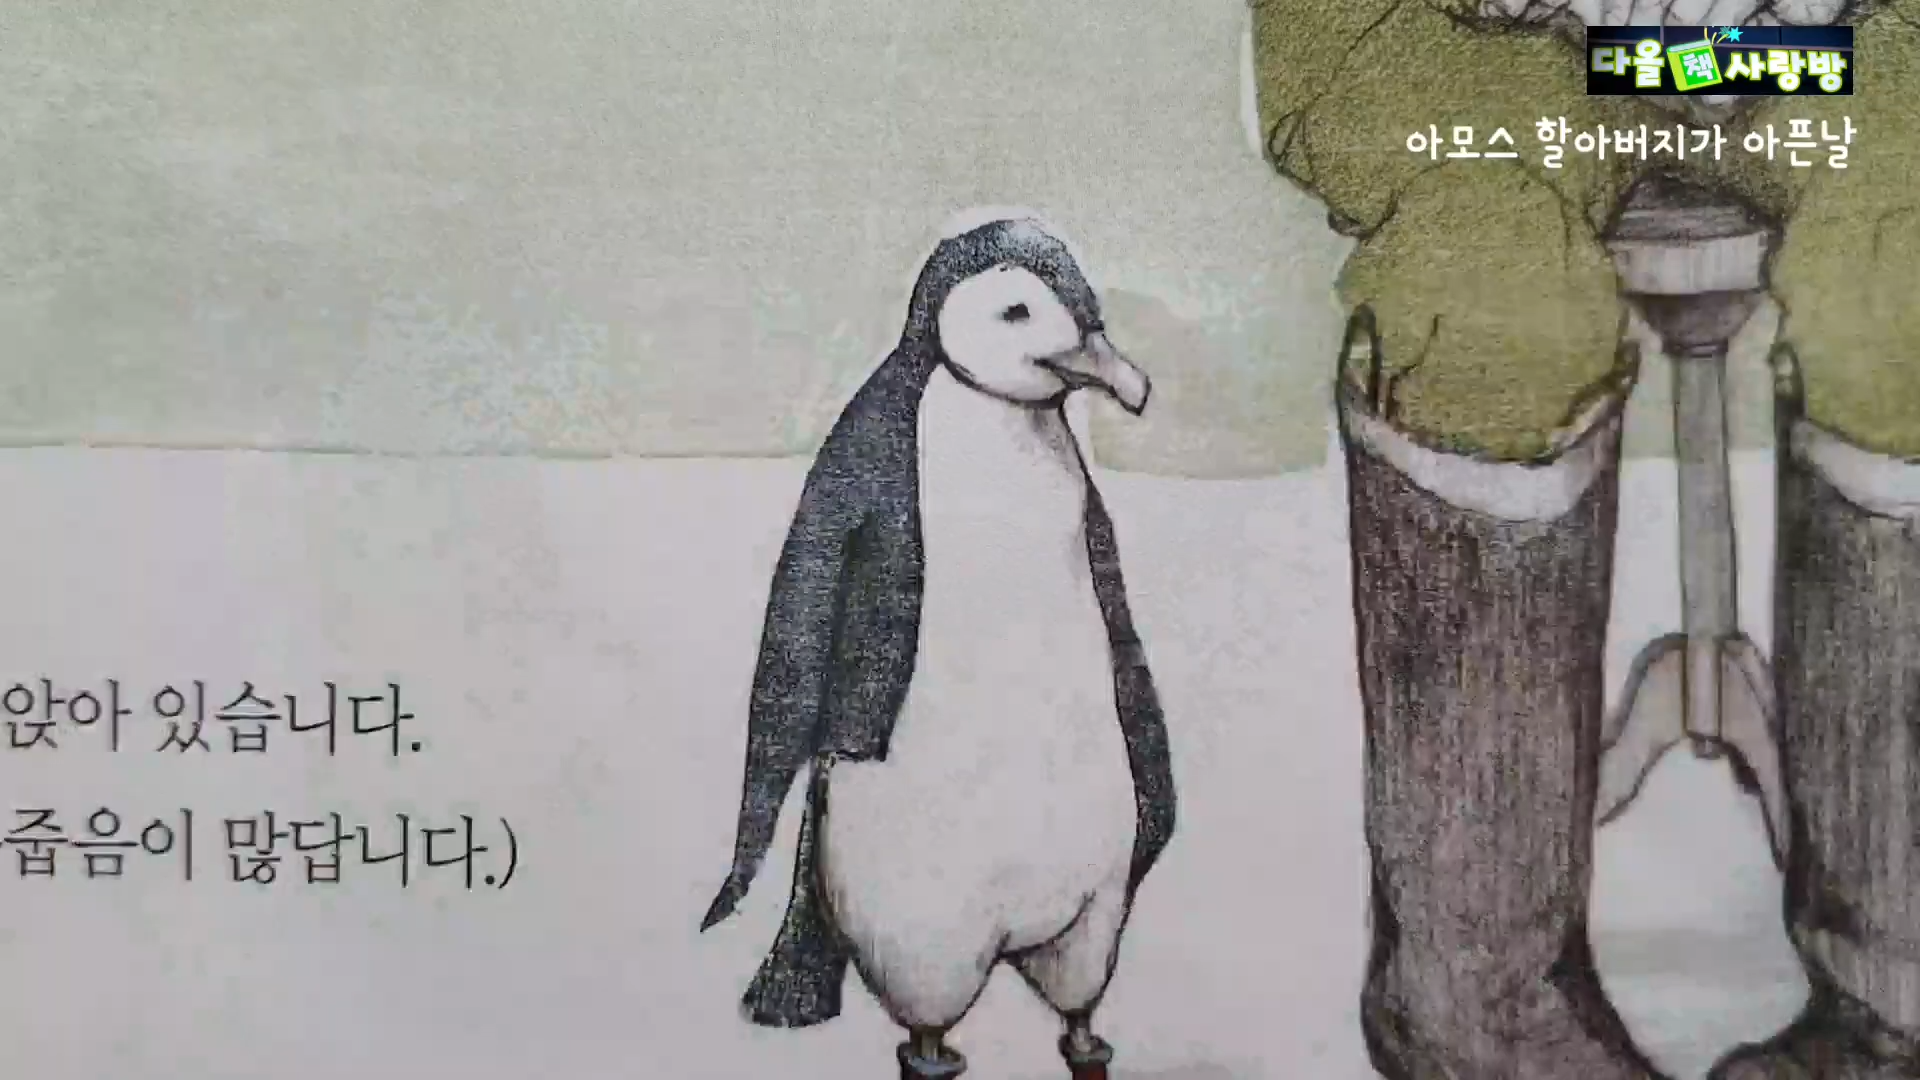 다올 책 사랑방
아모스 할아버지가 아픈날
앉아 있습니다.
줍음이 많답니다.)